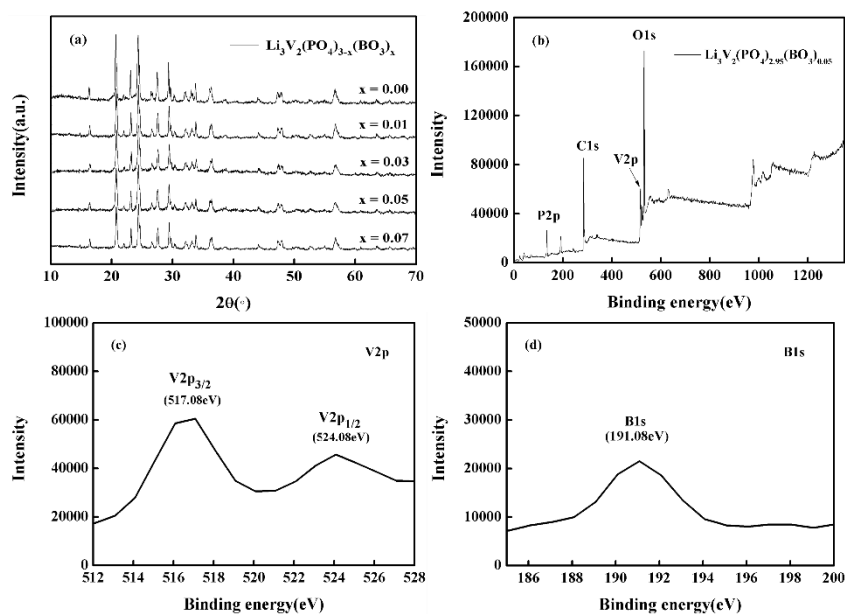 (a)
Li3V2(PO4)3-x(BO3)x
x = 0.00
x = 0.01
x = 0.03
x = 0.05
x = 0.07
Intensity(a.u.)
10 20 30 40 50 60 70
2θ(°)
(b)
Li3V2(PO4)2.95(BO3)0.05
O1s
C1s
V2p
P2p
Intensity
200000
160000
120000
80000
40000
0
0 200 400 600 800 1000 1200
Binding energy(eV)
(c)
V2p
V2p3/2
(517.08eV)
V2p1/2
(524.08eV)
Intensity
100000
80000
60000
40000
20000
0
512 514 516 518 520 522 524 526 528
Binding energy(eV)
(d)
B1s
B1s
(191.08eV)
Intensity
50000
40000
30000
20000
10000
0
186 188 190 192 194 196 198 200
Binding energy(eV)